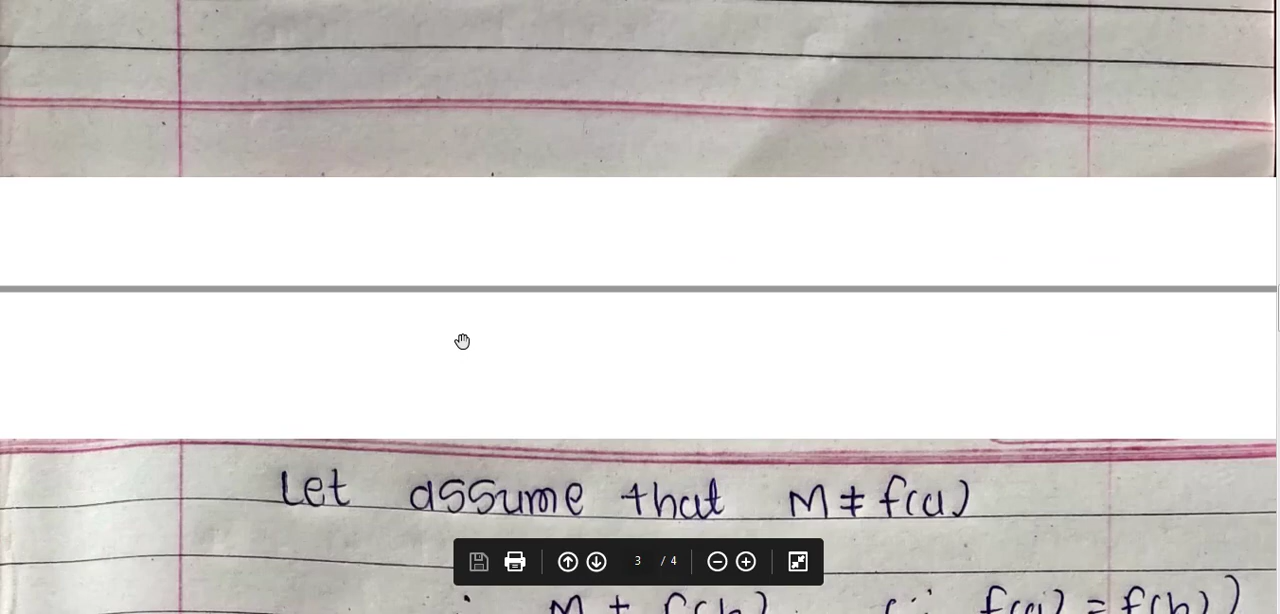 Let assume that M ≠ f(a)
3 / 4
∴ M ≠ f(b) (∵ f(a) = f(b))